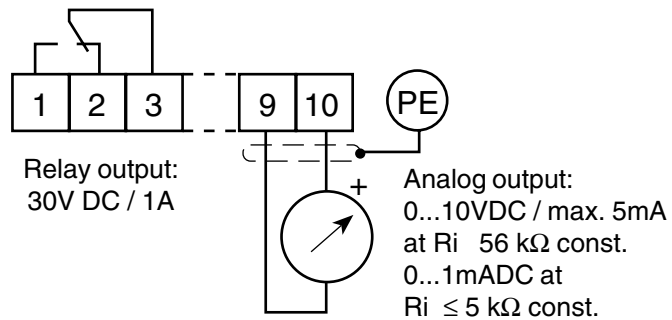 1 2 3 9 10 PE
Relay output:
30V DC / 1A
+
Analog output:
0...10VDC / max. 5mA
at Ri 56 kΩ const.
0...1mADC at
Ri ≤ 5 kΩ const.